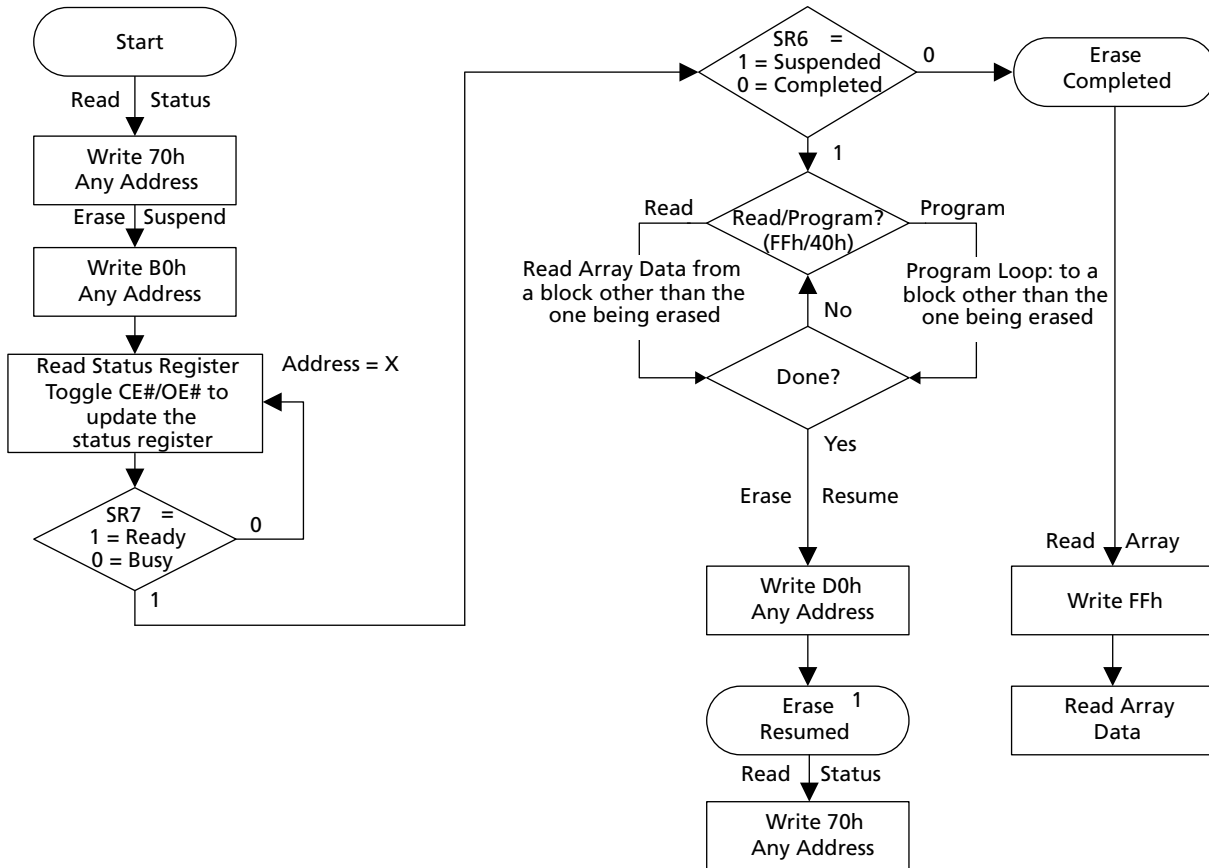 Start
Read Status
Write 70h
Any Address
Erase Suspend
Write B0h
Any Address
Read Status Register
Toggle CE#/OE# to
update the
status register
Address = X
SR7 =
1 = Ready
0 = Busy
0
1
SR6 =
1 = Suspended
0 = Completed
0
Erase
Completed
1
Read/Program?
(FFh/40h)
Read
Program
Read Array Data from
a block other than the
one being erased
Program Loop: to a
block other than the
one being erased
No
Done?
Yes
Erase Resume
Write D0h
Any Address
Erase 1
Resumed
Read Status
Write 70h
Any Address
Read Array
Write FFh
Read Array
Data